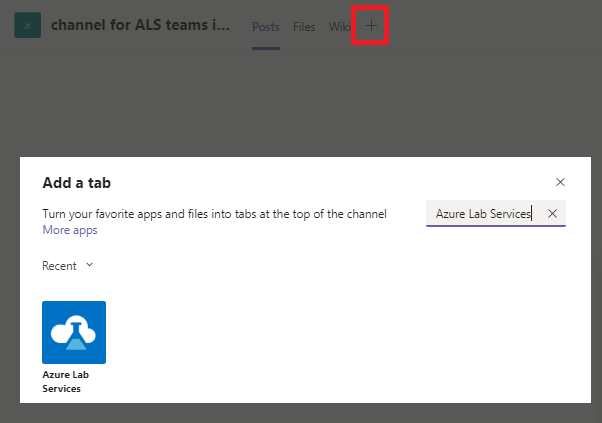 Jt channel for ALS teams i... Posts Files Wiki +
Add a tab
Turn your favorite apps and files into tabs at the top of the channel
Azure Lab Services
More apps
Recent
Azure Lab
Services